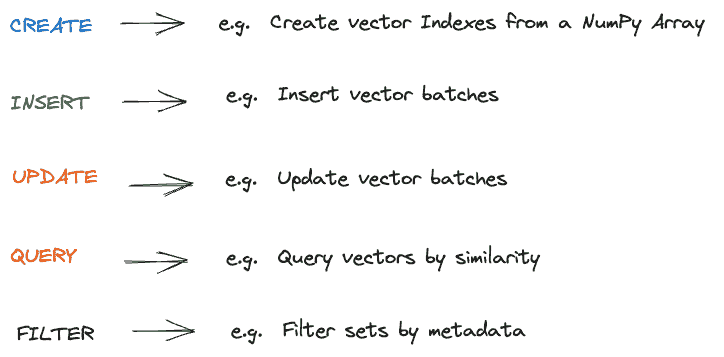 CREATE e.g. Create vector Indexes from a NumPy Array
INSERT e.g. Insert vector batches
UPDATE e.g. Update vector batches
QUERY e.g. Query vectors by similarity
FILTER e.g. Filter sets by metadata